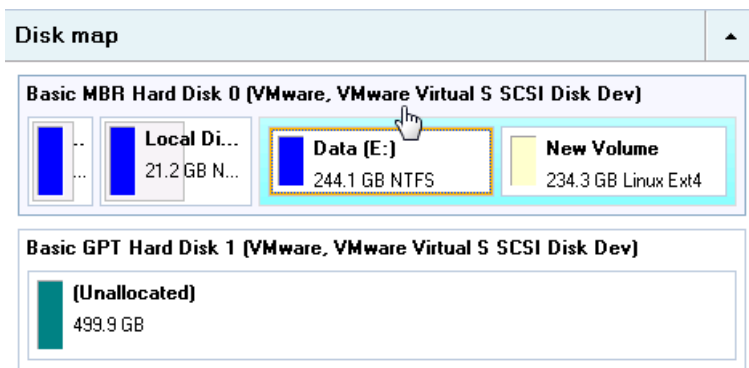 Disk map
Basic MBR Hard Disk 0 (VMware, VMware Virtual S SCSI Disk Dev)
..
...
Local Di...
21.2 GB N...
Data (E:)
244.1 GB NTFS
New Volume
234.3 GB Linux Ext4
Basic GPT Hard Disk 1 (VMware, VMware Virtual S SCSI Disk Dev)
(Unallocated)
499.9 GB